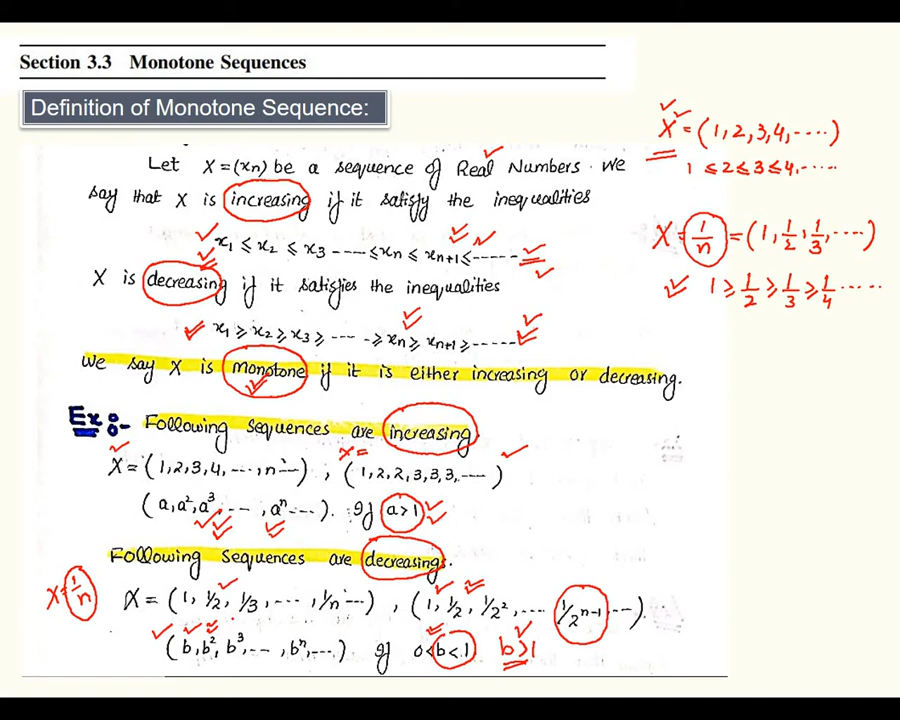 Section 3.3 Monotone Sequences
Definition of Monotone Sequence:
Let X=(xn) be a sequence of Real Numbers. We
say that X is increasing if it satisfy the inequalities
x₁ ≤ x₂ ≤ x₃ ..... ≤ xₙ ≤ xₙ₊₁ ≤ ......
X is decreasing if it satisfies the inequalities
x₁ ⩾ x₂ ⩾ x₃ ⩾ ..... ⩾ xₙ ⩾ xₙ₊₁ ⩾ ......
We say X is monotone if it is either increasing or decreasing.
Ex:- Following sequences are increasing
X = (1,2,3,4, ...., n ...) , X = (1,2,2,3,3,3, ....)
(a, a², a³, ..., aⁿ ...). If a>1
Following sequences are decreasings.
X = 1/n X = (1, 1/2, 1/3, ...., 1/n ...) , (1, 1/2, 1/2², .... 1/2ⁿ⁻¹ ...).
(b, b², b³, ..., bⁿ, ....) If 0<b<1 b>1
X = (1, 2, 3, 4, .....)
1 ≤ 2 ≤ 3 ≤ 4, .....
X = 1/n = (1, 1/2, 1/3, ....)
1 ⩾ 1/2 ⩾ 1/3 ⩾ 1/4 ......